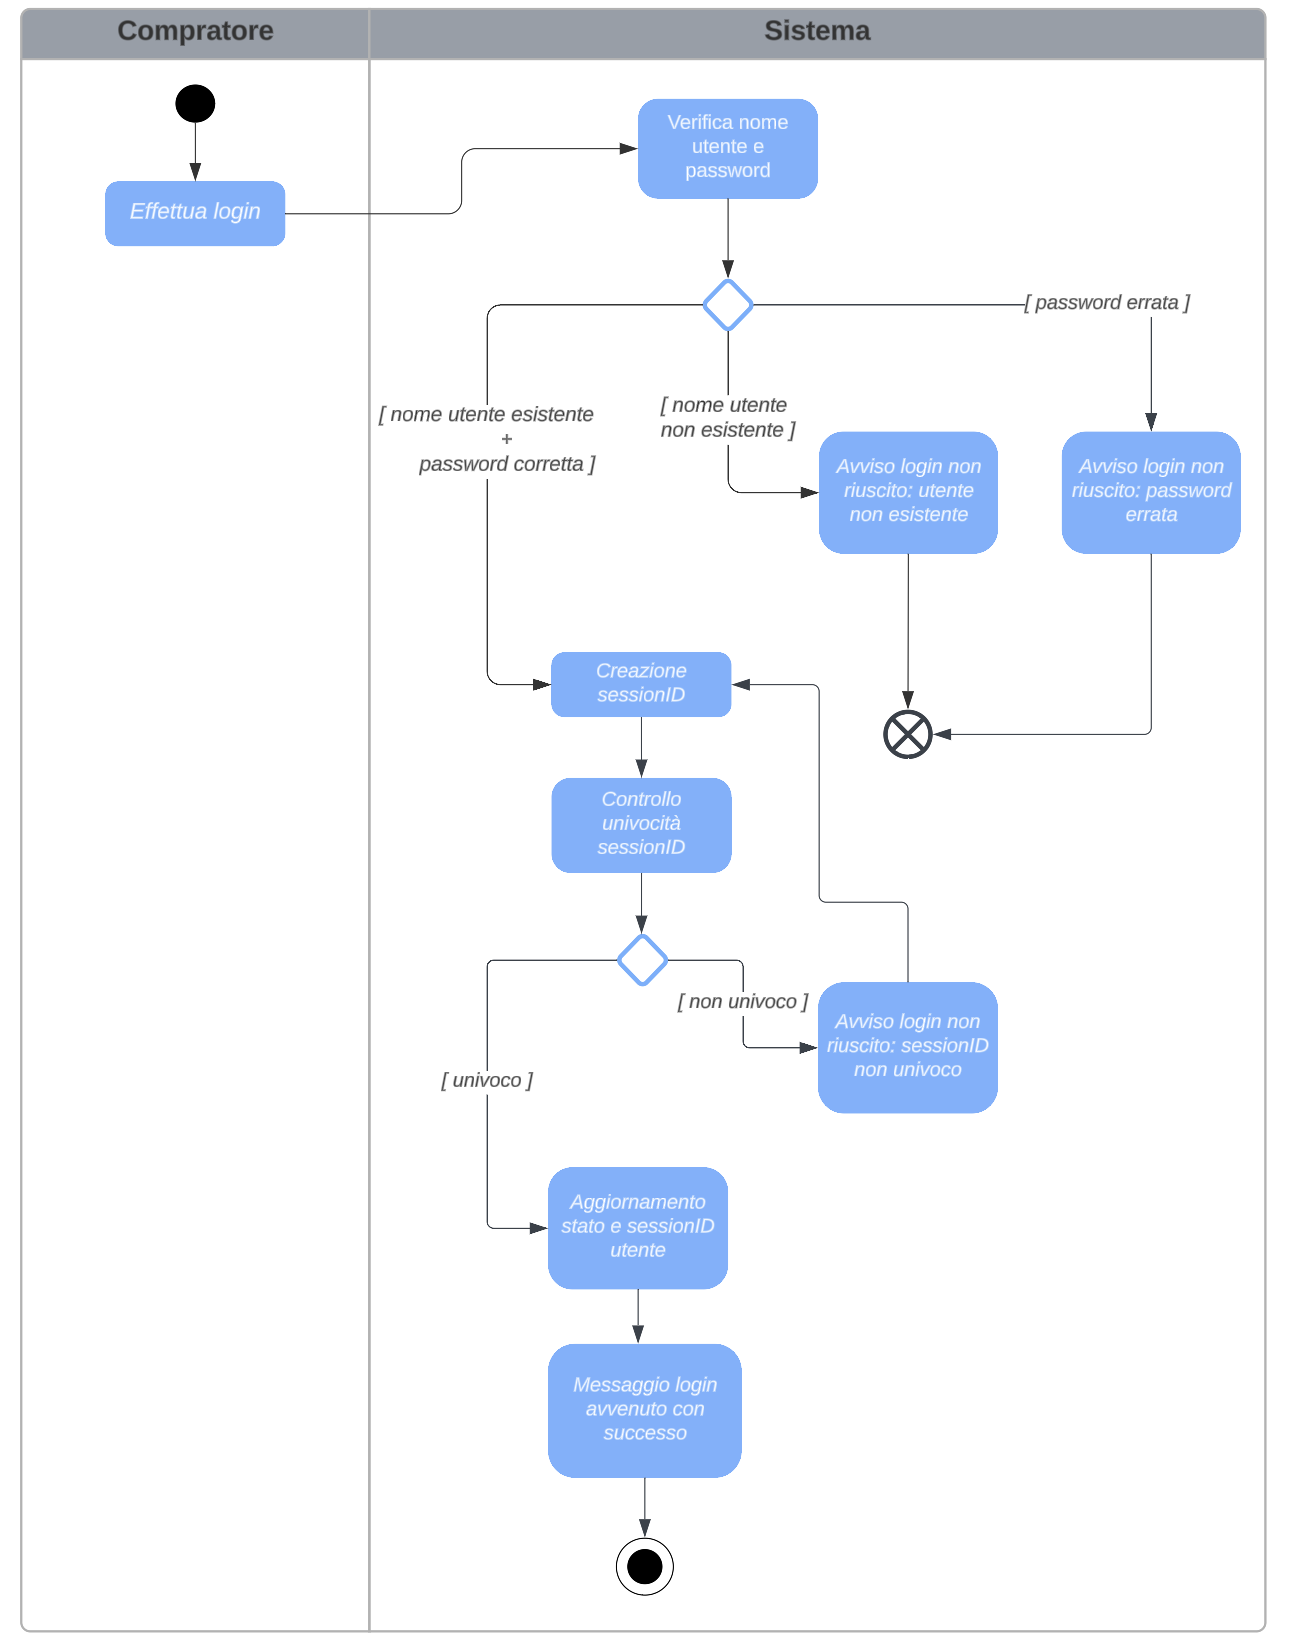 Compratore
Sistema
Verifica nome
utente e
password
Effettua login
[ password errata ]
[ nome utente esistente
+
password corretta ]
[ nome utente
non esistente ]
Avviso login non
riuscito: utente
non esistente
Avviso login non
riuscito: password
errata
Creazione
sessionID
Controllo
univocità
sessionID
[ non univoco ]
Avviso login non
riuscito: sessionID
non univoco
[ univoco ]
Aggiornamento
stato e sessionID
utente
Messaggio login
avvenuto con
successo